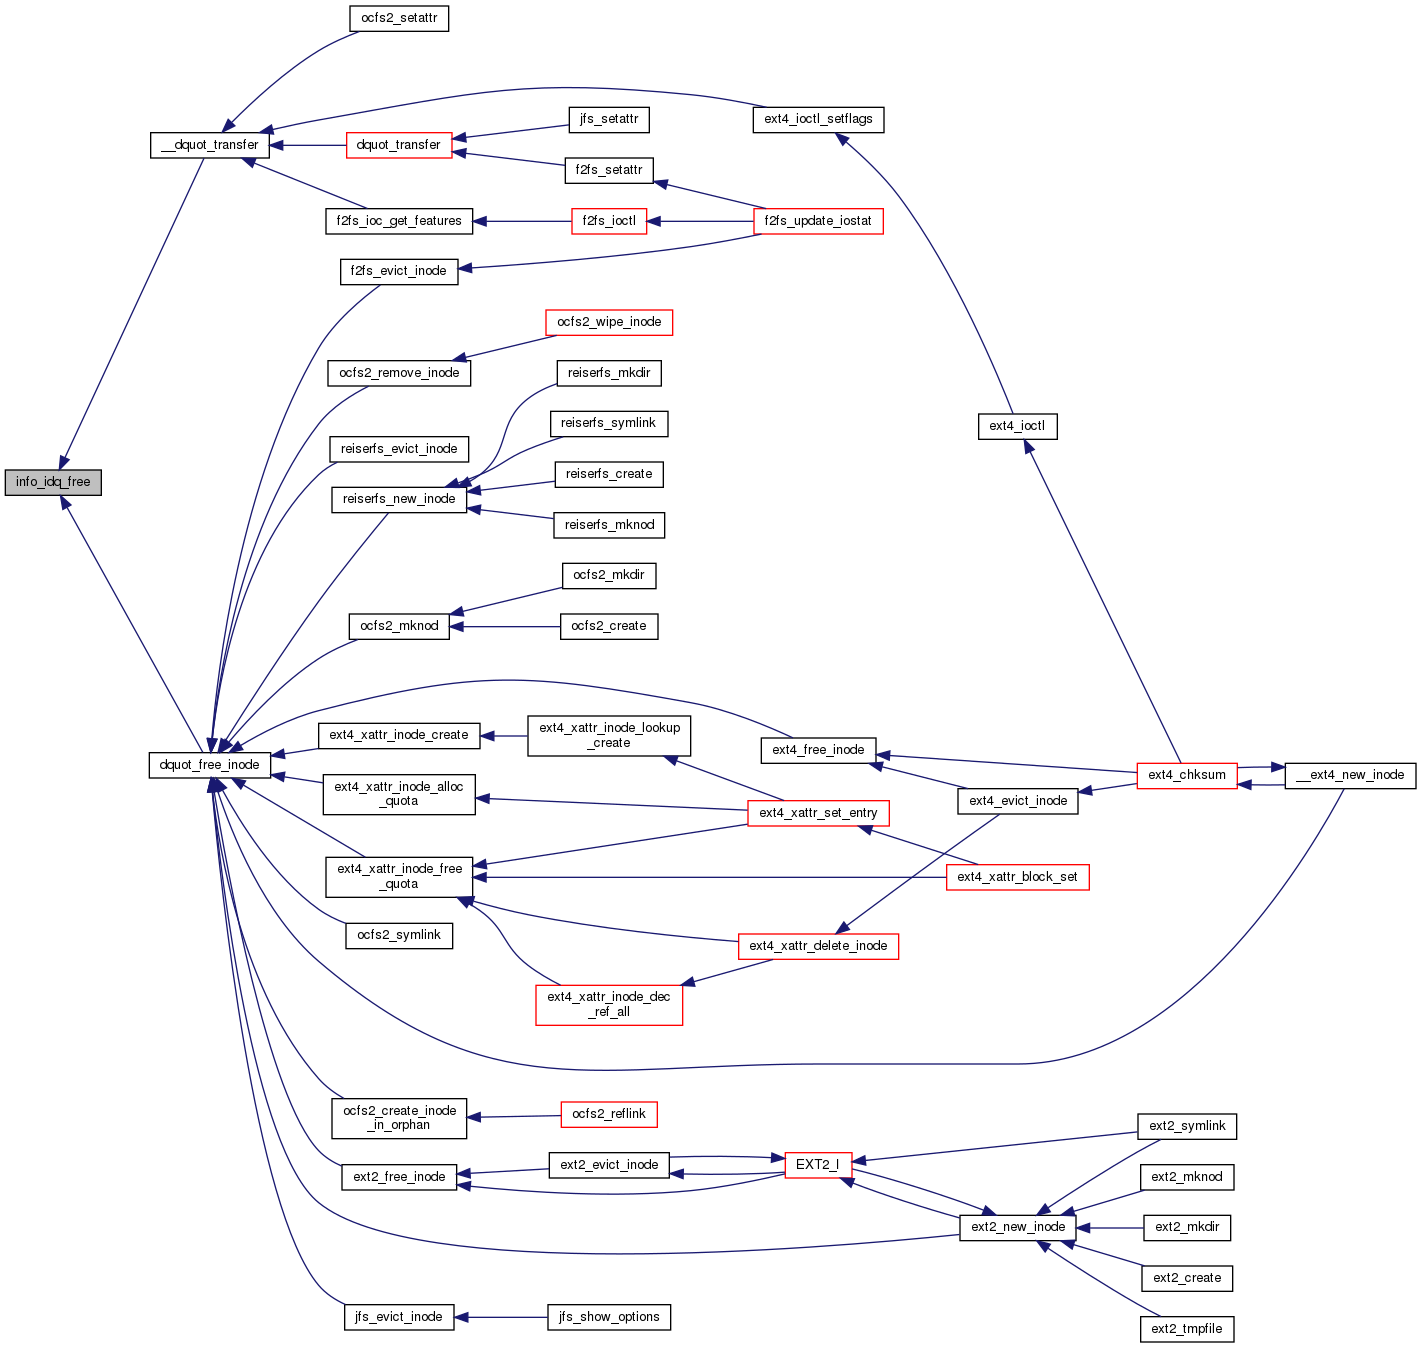 ocfs2_setattr
jfs_setattr
ext4_ioctl_setflags
__dquot_transfer
dquot_transfer
f2fs_setattr
f2fs_ioc_get_features
f2fs_ioctl
f2fs_update_iostat
f2fs_evict_inode
ocfs2_wipe_inode
ocfs2_remove_inode
reiserfs_mkdir
reiserfs_symlink
ext4_ioctl
reiserfs_evict_inode
reiserfs_create
info_idq_free
reiserfs_new_inode
reiserfs_mknod
ocfs2_mkdir
ocfs2_mknod
ocfs2_create
ext4_xattr_inode_create
ext4_xattr_inode_lookup
_create
ext4_free_inode
dquot_free_inode
ext4_chksum
__ext4_new_inode
ext4_xattr_inode_alloc
_quota
ext4_evict_inode
ext4_xattr_set_entry
ext4_xattr_inode_free
_quota
ext4_xattr_block_set
ocfs2_symlink
ext4_xattr_delete_inode
ext4_xattr_inode_dec
_ref_all
ocfs2_create_inode
_in_orphan
ocfs2_reflink
ext2_symlink
ext2_free_inode
ext2_evict_inode
EXT2_I
ext2_mknod
ext2_new_inode
ext2_mkdir
ext2_create
jfs_evict_inode
jfs_show_options
ext2_tmpfile